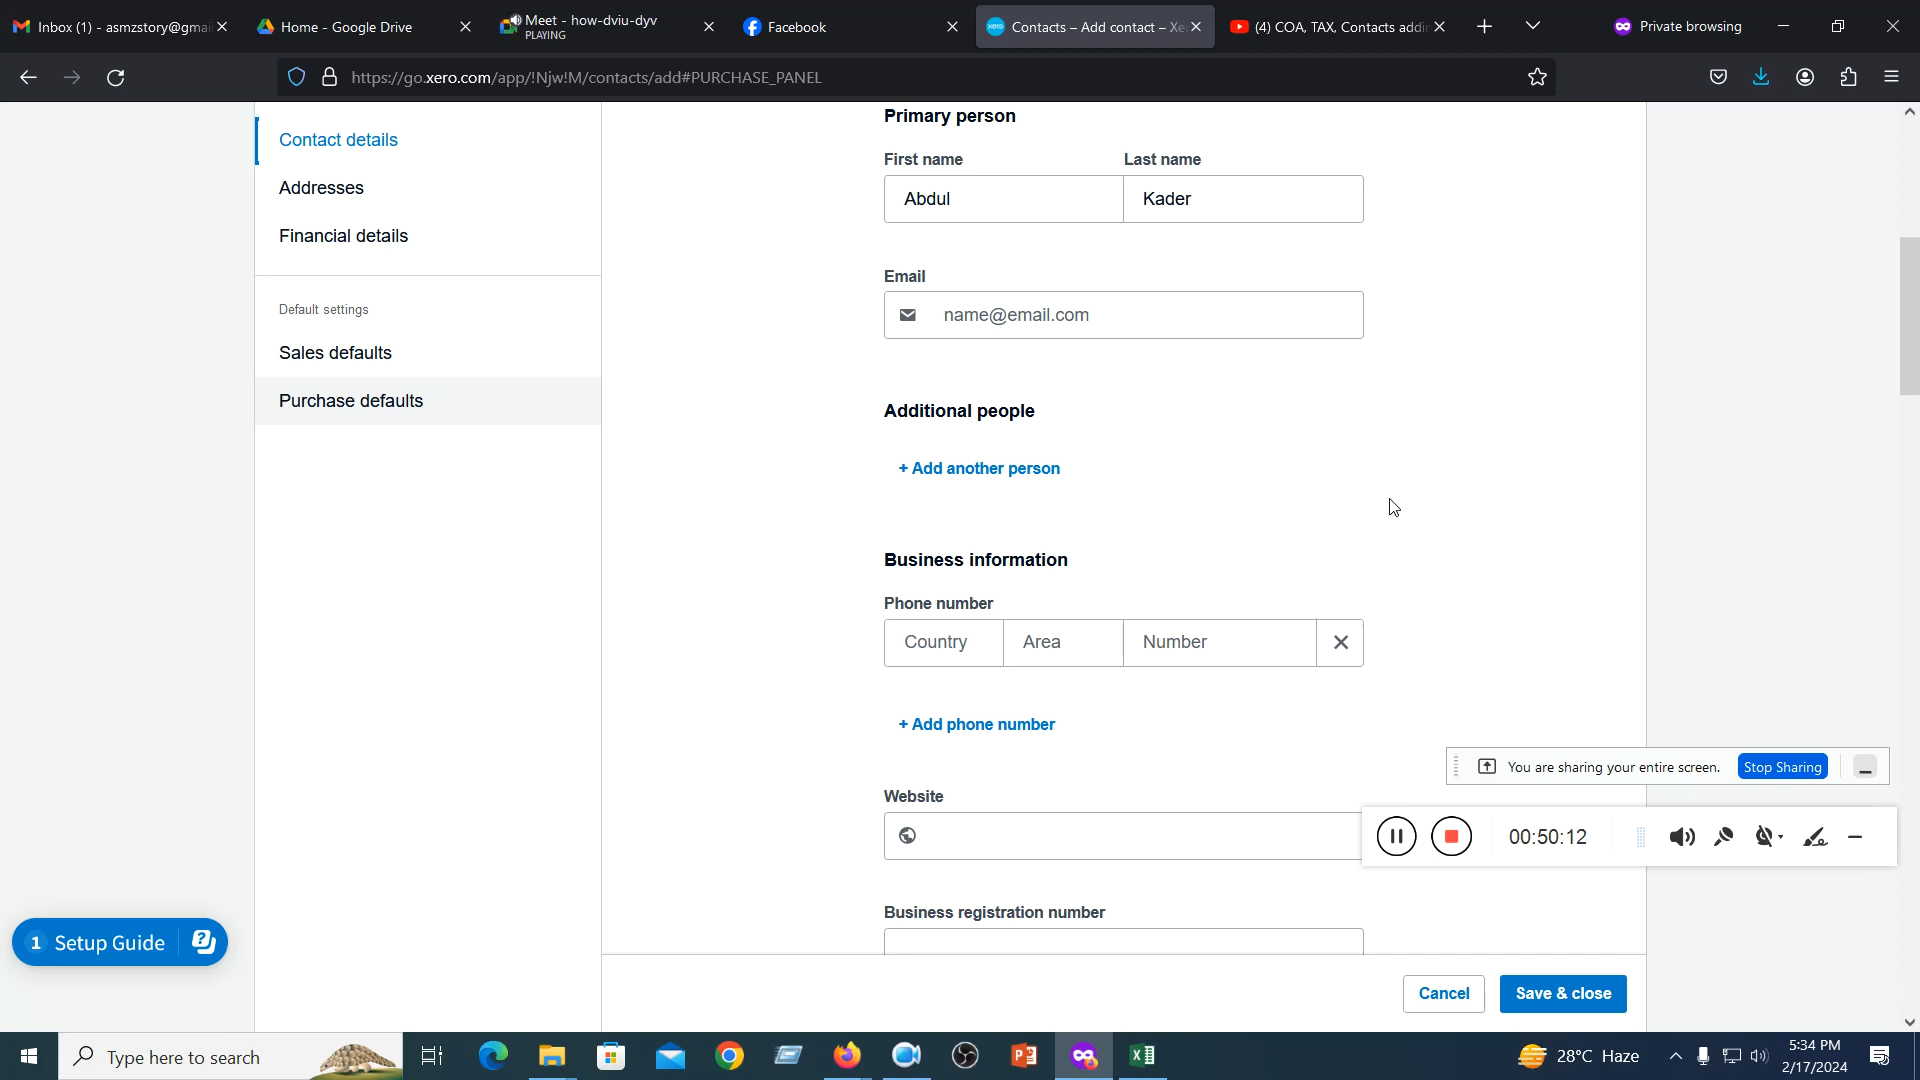 Inbox (1) - asmzstory@gmai
Home - Google Drive
Meet - how-dviu-dyv
PLAYING
Facebook
xero
Contacts – Add contact – Xe
(4) COA, TAX, Contacts addi
Private browsing
https://go.xero.com/app/!Njw!M/contacts/add#PURCHASE_PANEL
Contact details
Addresses
Financial details
Default settings
Sales defaults
Purchase defaults
Primary person
First name
Last name
Abdul
Kader
Email
name@email.com
Additional people
+ Add another person
Business information
Phone number
Country
Area
Number
+ Add phone number
Website
Business registration number
You are sharing your entire screen.
Stop Sharing
00:50:12
1 Setup Guide
Cancel
Save & close
Type here to search
28°C Haze
5:34 PM
2/17/2024